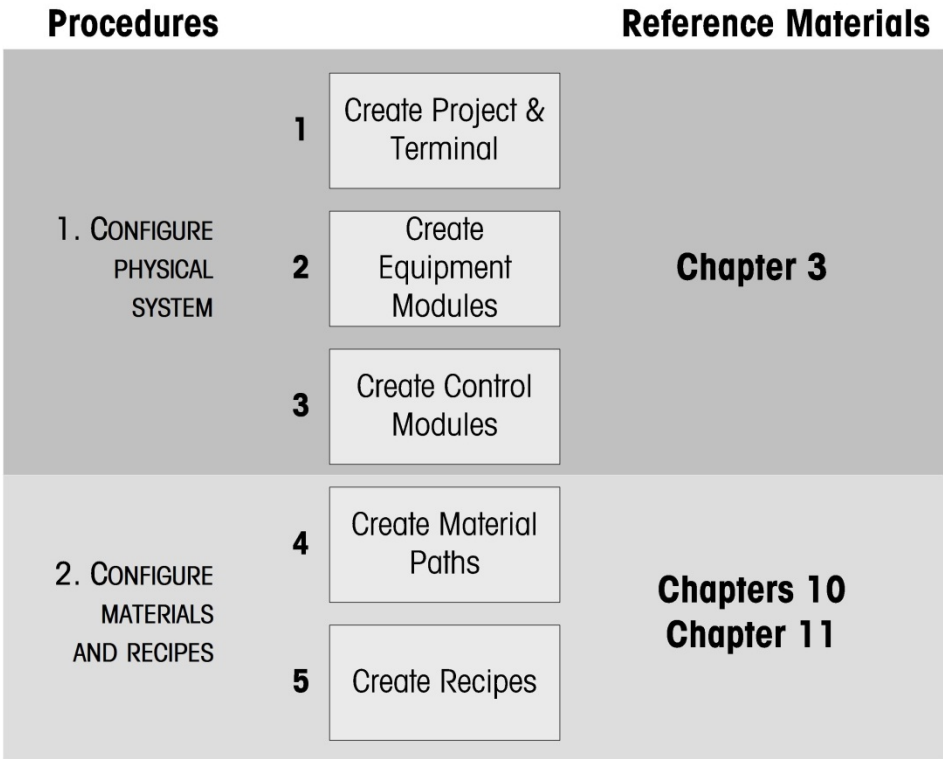 Procedures
Reference Materials
1. CONFIGURE
PHYSICAL
SYSTEM
1
Create Project &
Terminal
2
Create
Equipment
Modules
3
Create Control
Modules
Chapter 3
2. CONFIGURE
MATERIALS
AND RECIPES
4
Create Material
Paths
5
Create Recipes
Chapters 10
Chapter 11